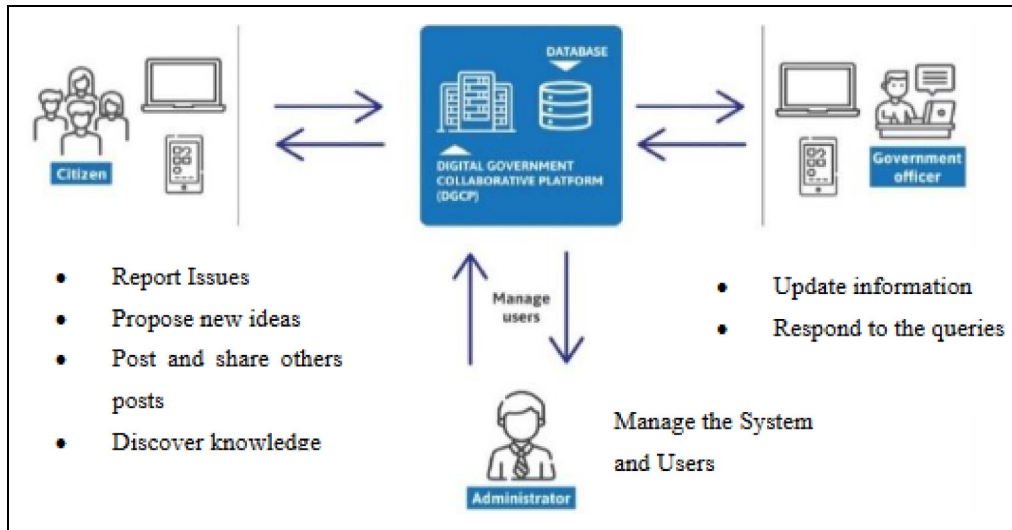 DATABASE
DIGITAL GOVERNMENT
COLLABORATIVE PLATFORM
(DGCP)
Citizen
Government
officer
• Report Issues
• Propose new ideas
• Post and share others
posts
• Discover knowledge
Manage
users
• Update information
• Respond to the queries
Manage the System
and Users
Administrator